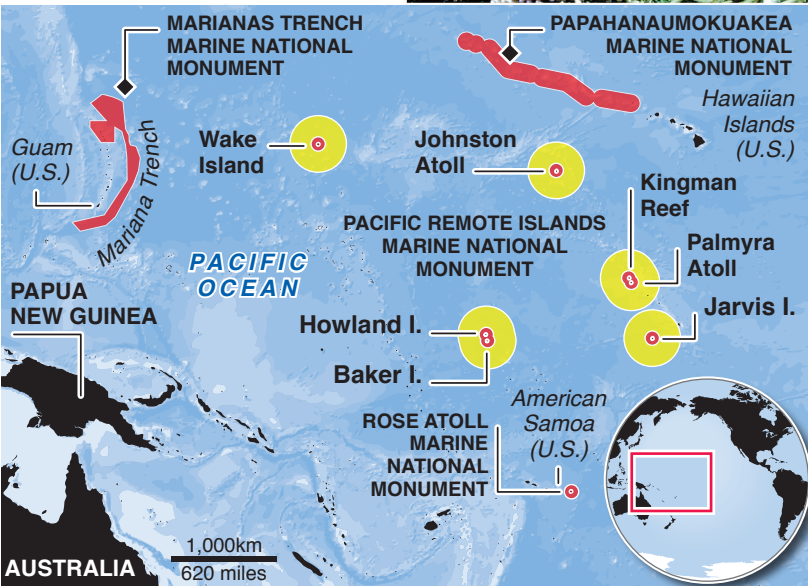 MARIANAS TRENCH
MARINE NATIONAL
MONUMENT
PAPAHANAUMOKUAKEA
MARINE NATIONAL
MONUMENT
Hawaiian
Islands
(U.S.)
Guam
(U.S.)
Mariana Trench
Wake
Island
Johnston
Atoll
Kingman
Reef
PACIFIC REMOTE ISLANDS
MARINE NATIONAL
MONUMENT
Palmyra
Atoll
PACIFIC
OCEAN
PAPUA
NEW GUINEA
Howland I.
Jarvis I.
Baker I.
ROSE ATOLL
MARINE
NATIONAL
MONUMENT
American
Samoa
(U.S.)
1,000km
620 miles
AUSTRALIA